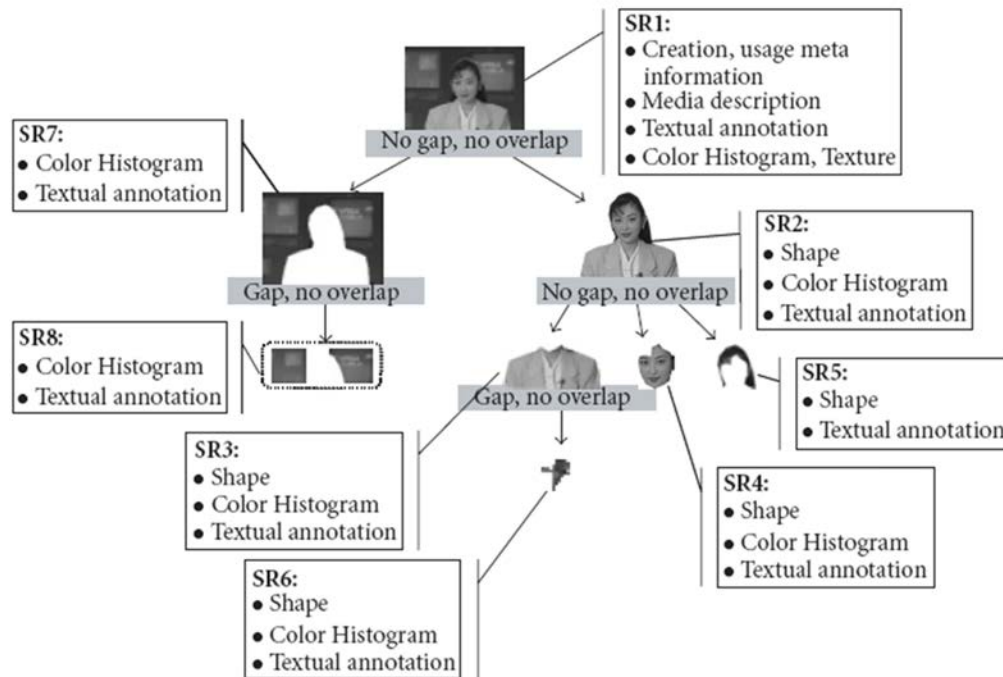 SR1:
● Creation, usage meta
information
● Media description
● Textual annotation
● Color Histogram, Texture
No gap, no overlap
SR7:
● Color Histogram
● Textual annotation
SR2:
● Shape
● Color Histogram
● Textual annotation
Gap, no overlap
No gap, no overlap
SR8:
● Color Histogram
● Textual annotation
SR5:
● Shape
● Textual annotation
Gap, no overlap
SR3:
● Shape
● Color Histogram
● Textual annotation
SR4:
● Shape
● Color Histogram
● Textual annotation
SR6:
● Shape
● Color Histogram
● Textual annotation